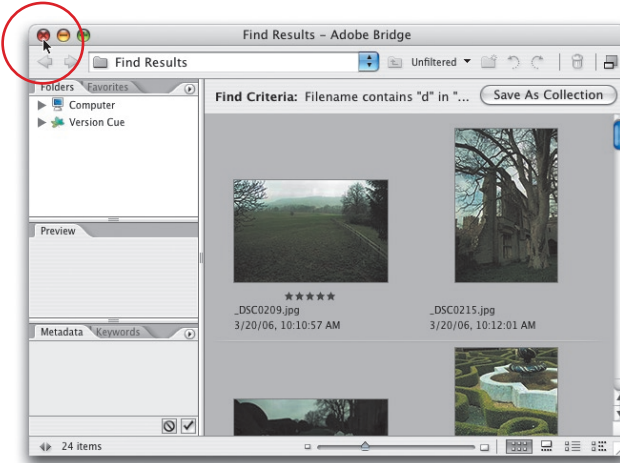 Find Results – Adobe Bridge
Find Results
Unfiltered
Folders Favorites
Find Criteria: Filename contains "d" in "...
Save As Collection
Computer
Version Cue
Preview
★★★★★
_DSC0209.jpg
3/20/06, 10:10:57 AM
_DSC0215.jpg
3/20/06, 10:12:01 AM
Metadata Keywords
24 items